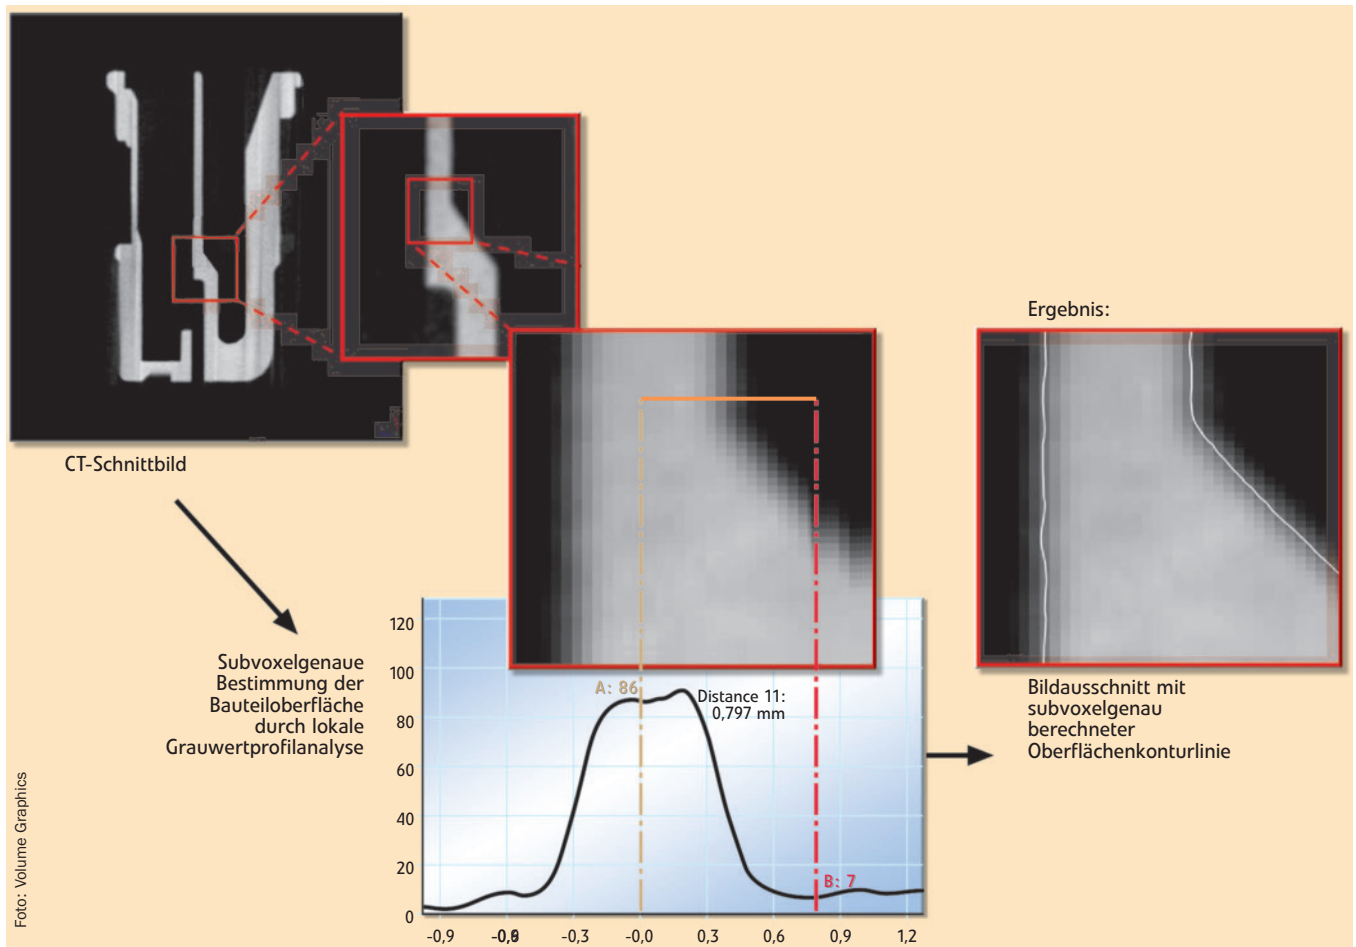 CT-Schnittbild
Subvoxelgenaue
Bestimmung der
Bauteiloberfläche
durch lokale
Grauwertprofilanalyse
120
100
80
60
40
20
0
A: 86
Distance 11:
0,797 mm
B: 7
-0,9 -0,3 -0,0 0,3 0,6 0,9 1,2
Ergebnis:
Bildausschnitt mit
subvoxelgenau
berechneter
Oberflächenkonturlinie
Foto: Volume Graphics